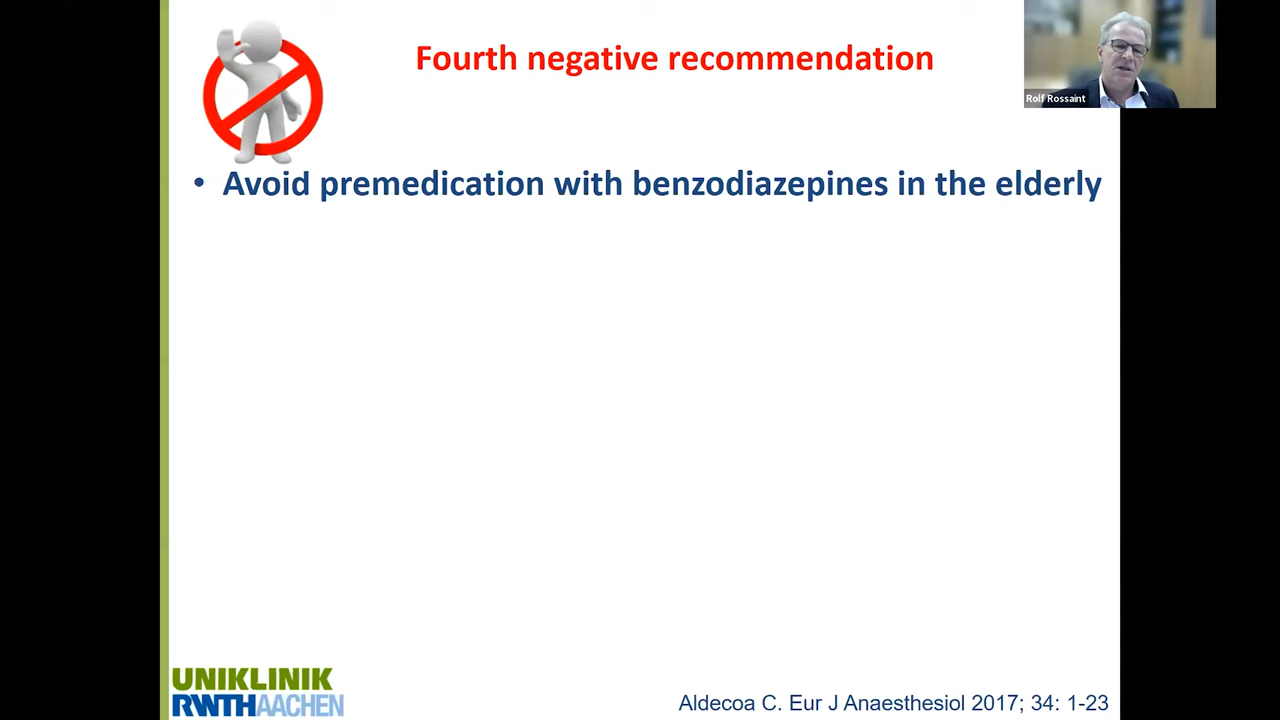 Fourth negative recommendation
Rolf Rossaint
• Avoid premedication with benzodiazepines in the elderly
UNIKLINIK
RWTHAACHEN
Aldecoa C. Eur J Anaesthesiol 2017; 34: 1-23